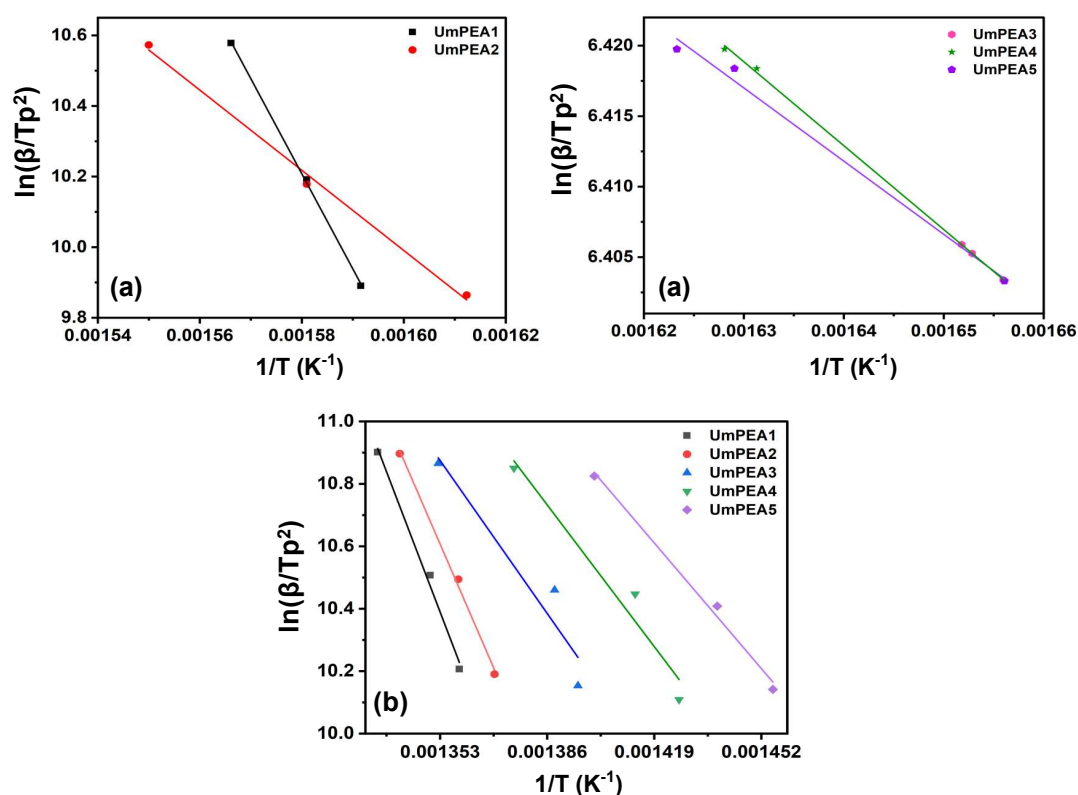 10.6
10.4
10.2
10.0
9.8
ln(β/Tp²)
UmPEA1
UmPEA2
(a)
0.00154 0.00156 0.00158 0.00160 0.00162
1/T (K⁻¹)
6.420
6.415
6.410
6.405
6.400
ln(β/Tp²)
UmPEA3
UmPEA4
UmPEA5
(a)
0.00162 0.00163 0.00164 0.00165 0.00166
1/T (K⁻¹)
11.0
10.8
10.6
10.4
10.2
10.0
ln(β/Tp²)
UmPEA1
UmPEA2
UmPEA3
UmPEA4
UmPEA5
(b)
0.001353 0.001386 0.001419 0.001452
1/T (K⁻¹)